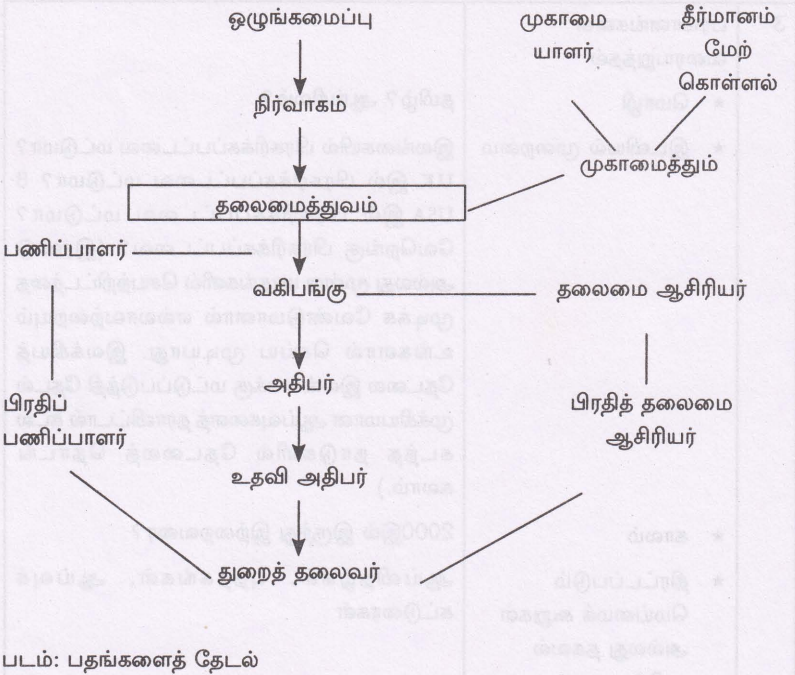 ஒழுங்கமைப்பு
முகாமை
யாளர்
தீர்மானம்
மேற்
கொள்ளல்
நிர்வாகம்
முகாமைத்தும்
தலைமைத்துவம்
பணிப்பாளர்
வகிபங்கு
தலைமை ஆசிரியர்
அதிபர்
பிரதிப்
பணிப்பாளர்
பிரதித் தலைமை
ஆசிரியர்
உதவி அதிபர்
துறைத் தலைவர்
படம்: பதங்களைத் தேடல்